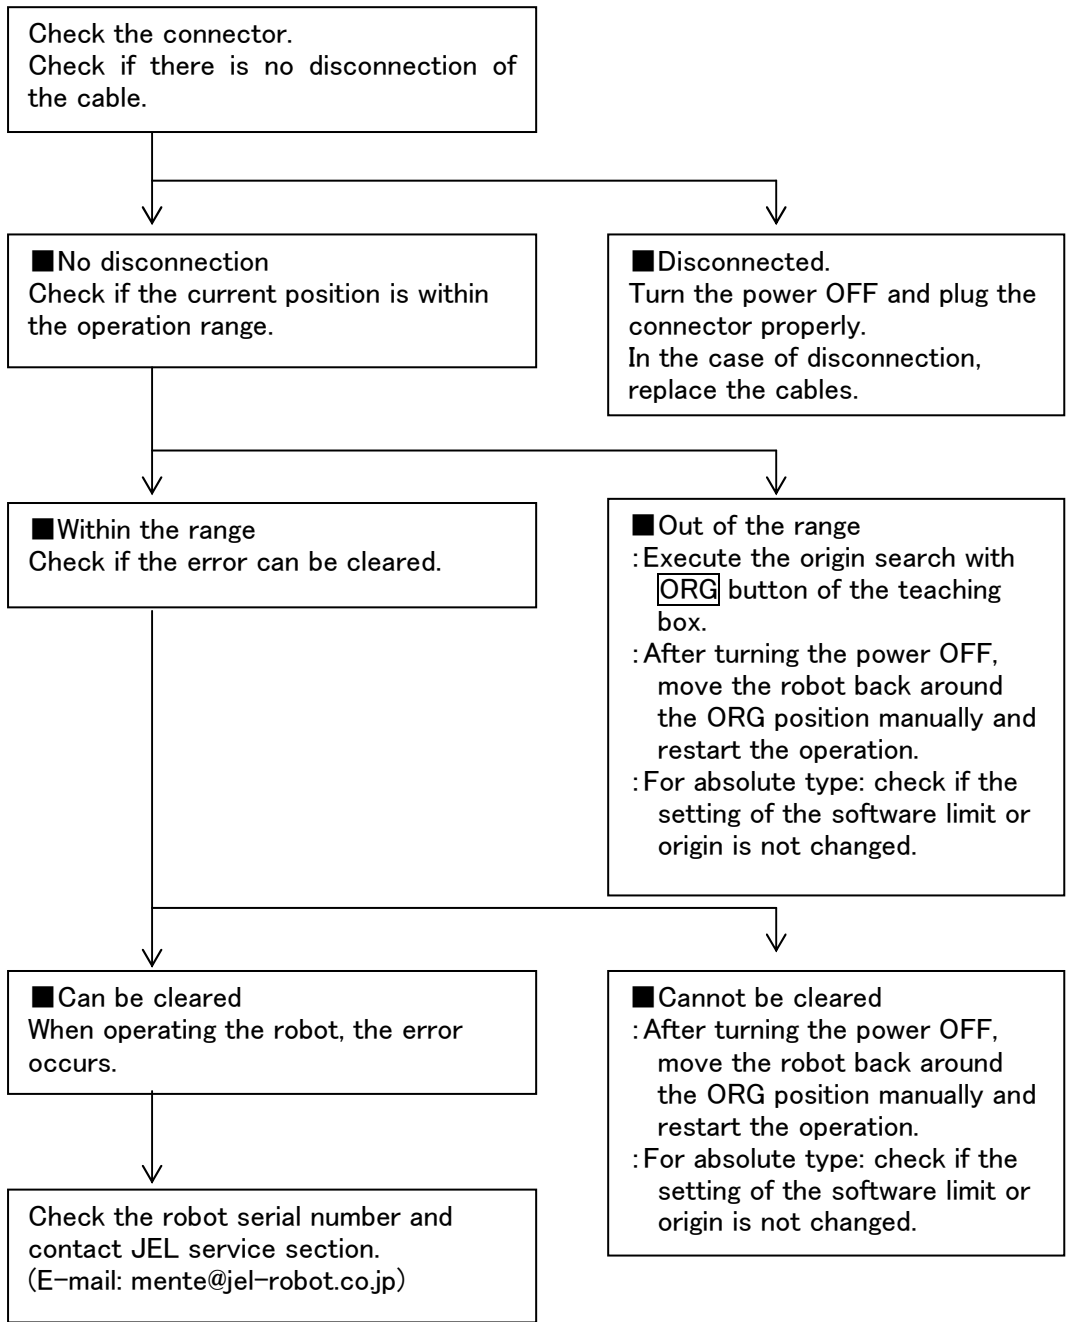 Check the connector.
Check if there is no disconnection of
the cable.
■No disconnection
Check if the current position is within
the operation range.
■Disconnected.
Turn the power OFF and plug the
connector properly.
In the case of disconnection,
replace the cables.
■Within the range
Check if the error can be cleared.
■Out of the range
:Execute the origin search with
ORG button of the teaching
box.
:After turning the power OFF,
move the robot back around
the ORG position manually and
restart the operation.
:For absolute type: check if the
setting of the software limit or
origin is not changed.
■Can be cleared
When operating the robot, the error
occurs.
■Cannot be cleared
:After turning the power OFF,
move the robot back around
the ORG position manually and
restart the operation.
:For absolute type: check if the
setting of the software limit or
origin is not changed.
Check the robot serial number and
contact JEL service section.
(E-mail: mente@jel-robot.co.jp)